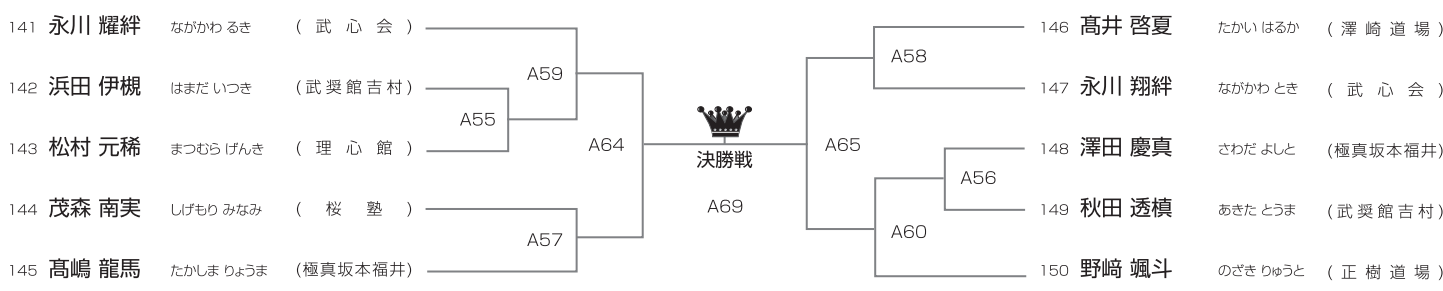 141 永川 耀絆 ながかわ るき (武心会)
142 浜田 伊槻 はまだ いつき (武奨館吉村)
143 松村 元稀 まつむら げんき (理心館)
144 茂森 南実 しげもり みなみ (桜塾)
145 髙嶋 龍馬 たかしま りょうま (極真坂本福井)
A59
A55
A64
A57
決勝戦
A69
A58
A65
A56
A60
146 髙井 啓夏 たかい はるか (澤崎道場)
147 永川 翔絆 ながかわ とき (武心会)
148 澤田 慶真 さわだ よしと (極真坂本福井)
149 秋田 透槙 あきた とうま (武奨館吉村)
150 野﨑 颯斗 のざき りゅうと (正樹道場)